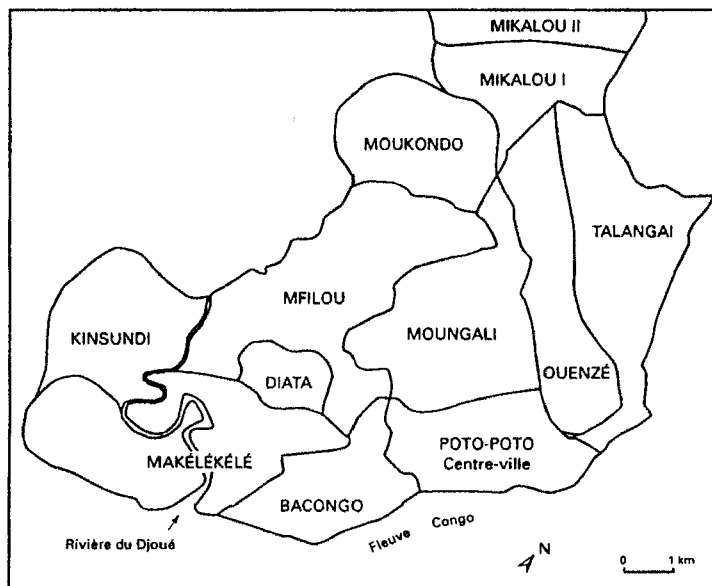 MIKALOU II
MIKALOU I
MOUKONDO
TALANGAI
MFILOU
KINSUNDI
MOUNGALI
OUENZÉ
DIATA
POTO-POTO
Centre-ville
MAKÉLÉKÉLÉ
BACONGO
Rivière du Djoué
Fleuve Congo
N
0 1 km